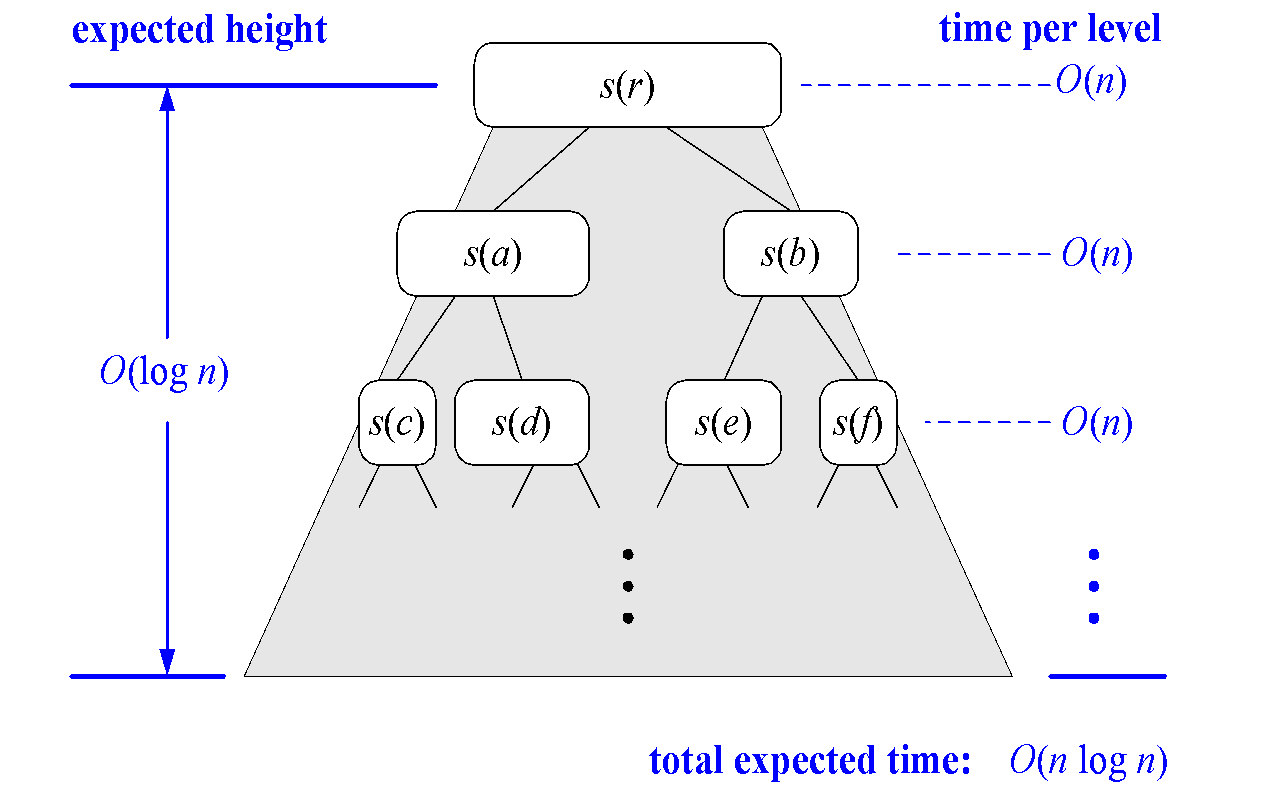 expected height
time per level
s(r)
O(n)
s(a)
s(b)
O(n)
O(log n)
s(c)
s(d)
s(e)
s(f)
O(n)
total expected time: O(n log n)